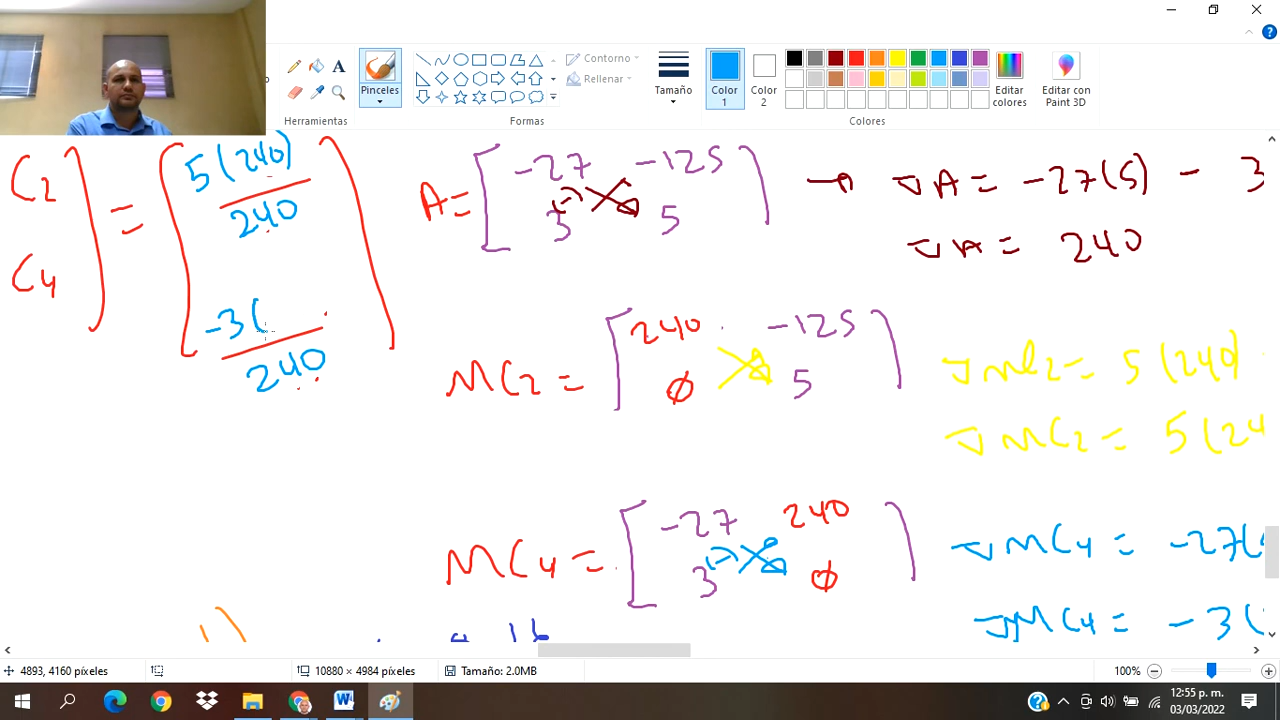 Contorno
Rellenar
Pinceles
Tamaño
Color 1
Color 2
Editar colores
Editar con Paint 3D
Herramientas
Formas
Colores
C2
C4
=
5(240)
240
-3(
240
A=
-27 -125
3 (-) 5
→ ∇A = -27(5) - 3
∇A = 240
MC2 =
240 -125
∅ 5
∇MC2 = 5(240)
∇MC2 = 5(24
MC4 =
-27 240
3 (-) ∅
∇MC4 = -27(
∇MC4 = -3(
4893, 4160 píxeles
10880 × 4984 píxeles
Tamaño: 2.0MB
100%
12:55 p. m.
03/03/2022